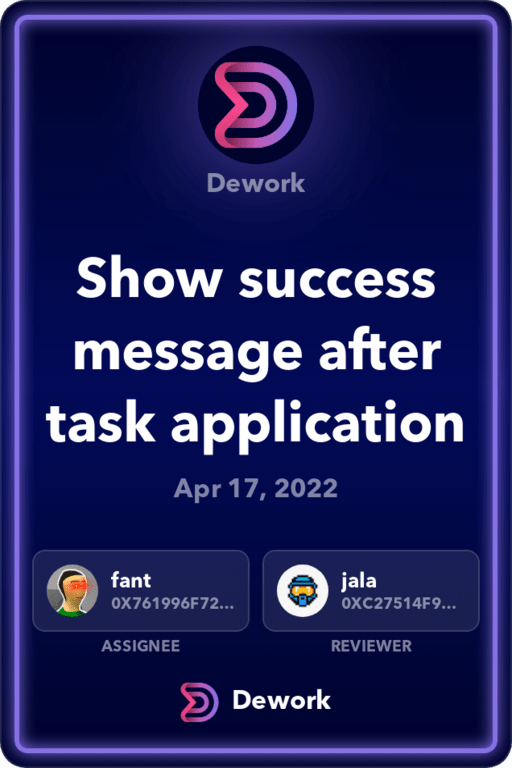 Dework
Show success
message after
task application
Apr 17, 2022
fant
0X761996F72...
jala
0XC27514F9...
ASSIGNEE
REVIEWER
Dework